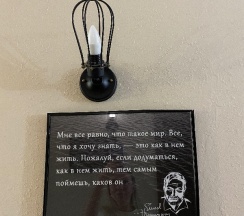 Мне все равно, что такое мир. Все,
что я хочу знать, — это как в нем
жить. Пожалуй, если додуматься,
как в нем жить, тем самым
поймешь, каков он